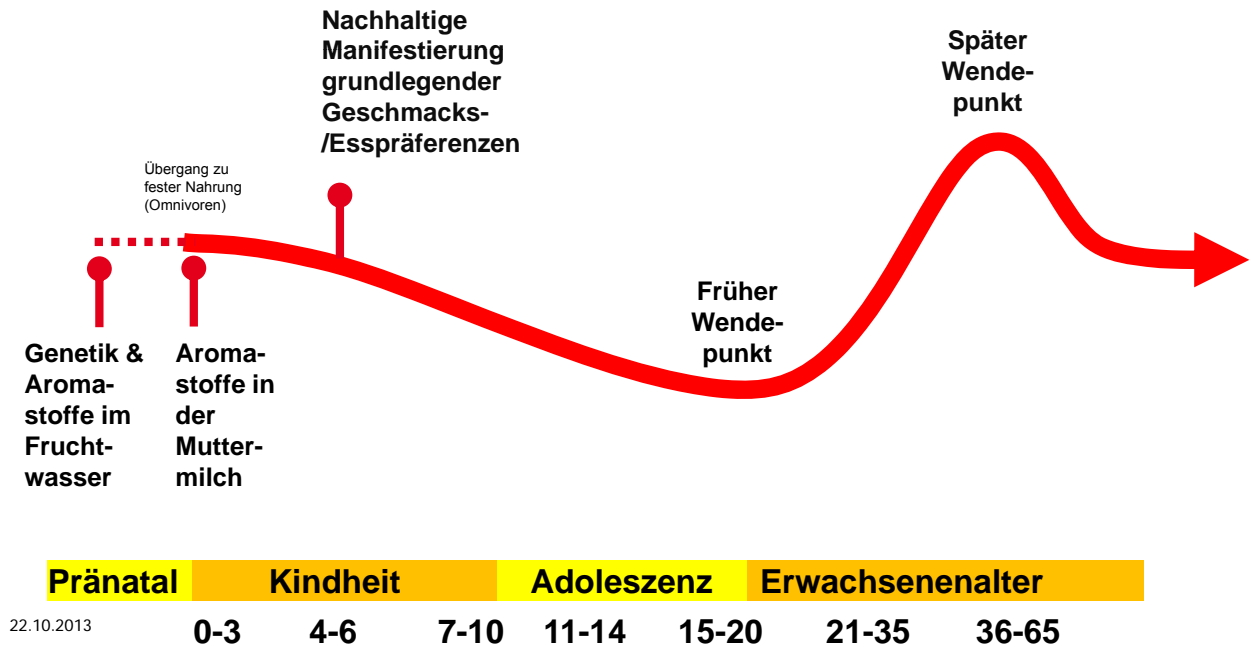 Nachhaltige
Manifestierung
grundlegender
Geschmacks-
/Esspräferenzen
Später
Wende-
punkt
Übergang zu
fester Nahrung
(Omnivoren)
Früher
Wende-
punkt
Genetik &
Aroma-
stoffe im
Frucht-
wasser
Aroma-
stoffe in
der
Mutter-
milch
Pränatal Kindheit Adoleszenz Erwachsenenalter
22.10.2013 0-3 4-6 7-10 11-14 15-20 21-35 36-65